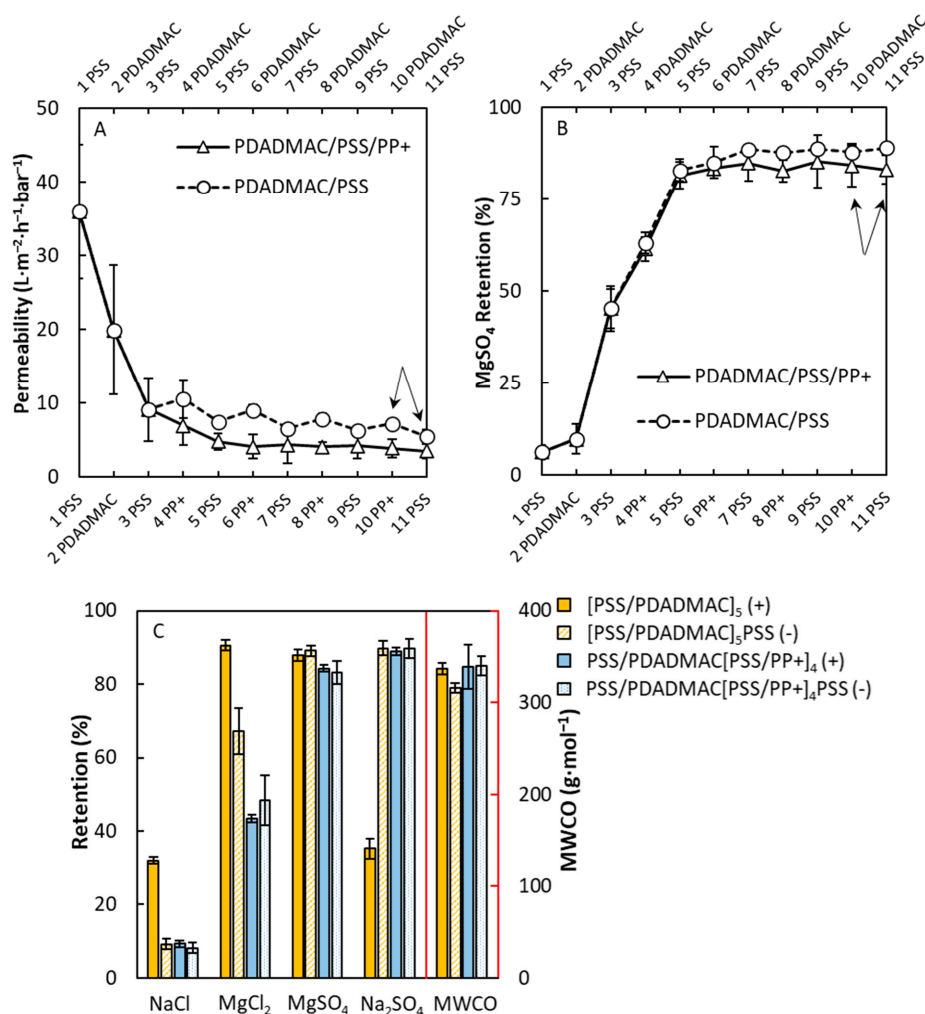 1 PSS
2 PDADMAC
3 PSS
4 PDADMAC
5 PSS
6 PDADMAC
7 PSS
8 PDADMAC
9 PSS
10 PDADMAC
11 PSS
A
PDADMAC/PSS/PP+
PDADMAC/PSS
Permeability (L·m⁻²·h⁻¹·bar⁻¹)
50
40
30
20
10
0
1 PSS
2 PDADMAC
3 PSS
4 PP+
5 PSS
6 PP+
7 PSS
8 PP+
9 PSS
10 PP+
11 PSS
1 PSS
2 PDADMAC
3 PSS
4 PDADMAC
5 PSS
6 PDADMAC
7 PSS
8 PDADMAC
9 PSS
10 PDADMAC
11 PSS
B
MgSO₄ Retention (%)
100
75
50
25
0
PDADMAC/PSS/PP+
PDADMAC/PSS
1 PSS
2 PDADMAC
3 PSS
4 PP+
5 PSS
6 PP+
7 PSS
8 PP+
9 PSS
10 PP+
11 PSS
C
Retention (%)
100
80
60
40
20
0
NaCl
MgCl₂
MgSO₄
Na₂SO₄
MWCO
400
300
200
100
0
MWCO (g·mol⁻¹)
[PSS/PDADMAC]₅ (+)
[PSS/PDADMAC]₅PSS (-)
PSS/PDADMAC[PSS/PP+]₄ (+)
PSS/PDADMAC[PSS/PP+]₄PSS (-)